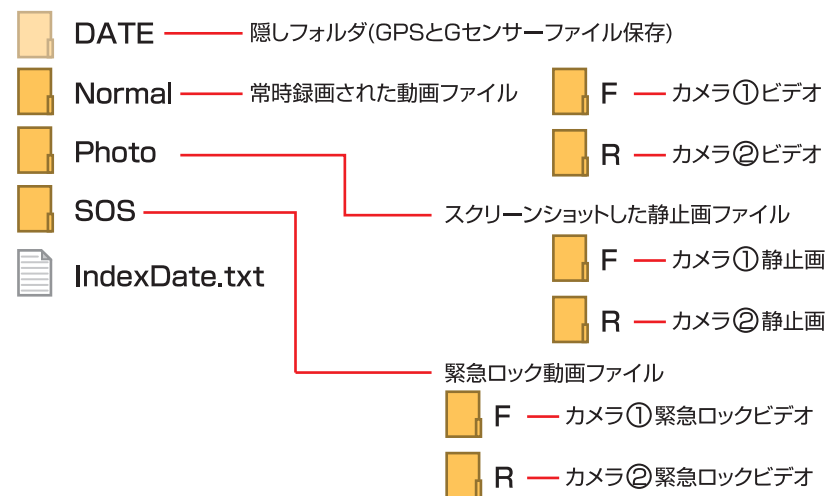 DATE 隠しフォルダ(GPSとGセンサーファイル保存)
Normal 常時録画された動画ファイル F カメラ①ビデオ
Photo R カメラ②ビデオ
SOS スクリーンショットした静止画ファイル
IndexDate.txt F カメラ①静止画
R カメラ②静止画
緊急ロック動画ファイル
F カメラ①緊急ロックビデオ
R カメラ②緊急ロックビデオ